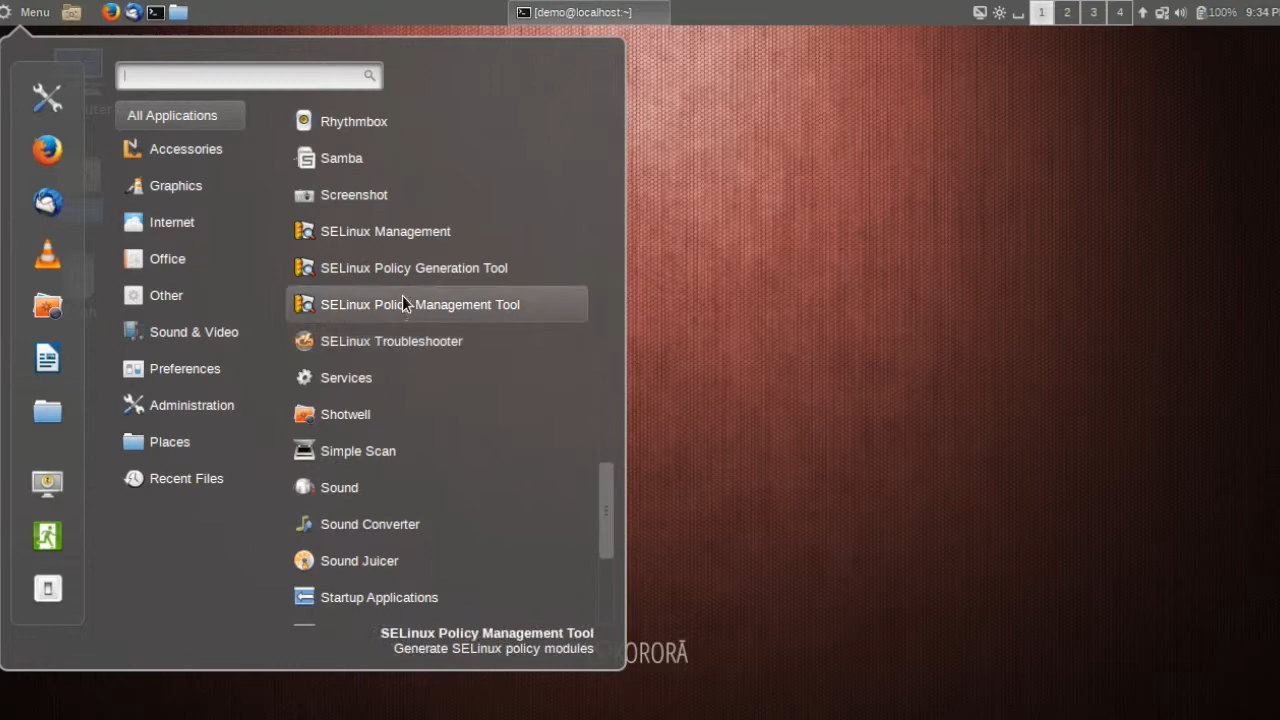 Menu
[demo@localhost:~]
1
2
3
4
100%
9:34 P
All Applications
Accessories
Graphics
Internet
Office
Other
Sound & Video
Preferences
Administration
Places
Recent Files
Rhythmbox
Samba
Screenshot
SELinux Management
SELinux Policy Generation Tool
SELinux Policy Management Tool
SELinux Troubleshooter
Services
Shotwell
Simple Scan
Sound
Sound Converter
Sound Juicer
Startup Applications
SELinux Policy Management Tool
Generate SELinux policy modules
ORORĀ